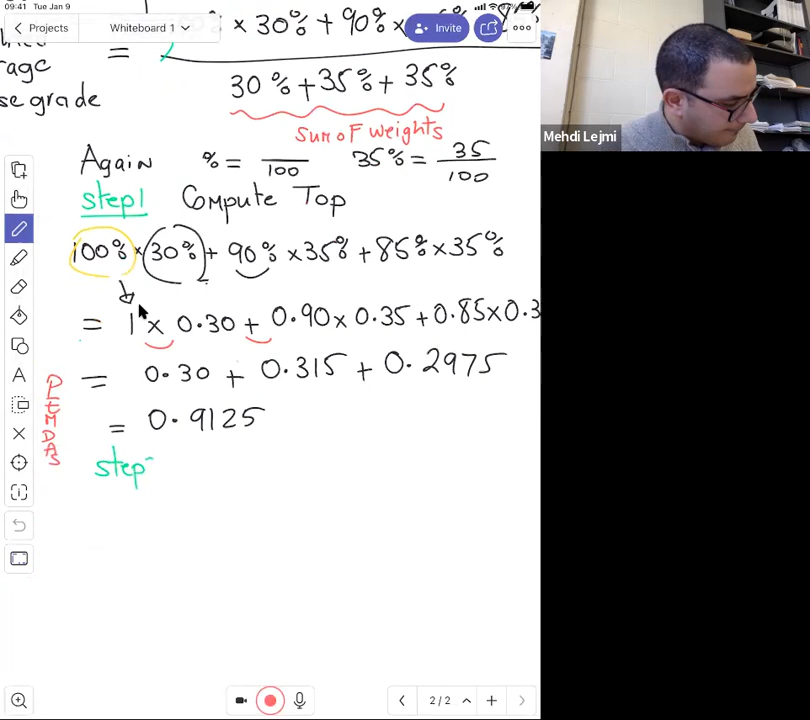 09:41 Tue Jan 9
Projects
Whiteboard 1
Invite
× 30% + 90% ×
rage
=
se grade
30% + 35% + 35%
Sum of weights
Again % = /100 35% = 35/100
step1 Compute Top
100% × 30% + 90% × 35% + 85% × 35%
= 1 × 0.30 + 0.90 × 0.35 + 0.85 × 0.3
= 0.30 + 0.315 + 0.2975
= 0.9125
PEMDAS
step
2/2
Mehdi Lejmi